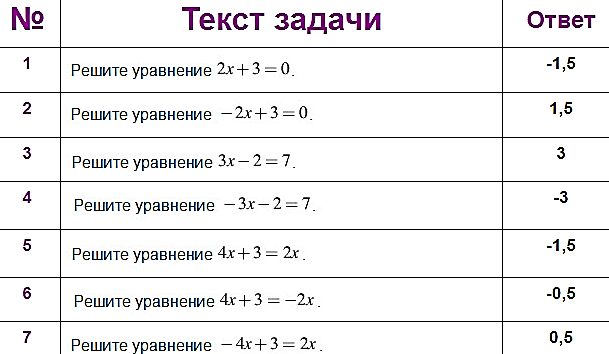 № Текст задачи Ответ
1 Решите уравнение 2x+3=0. -1,5
2 Решите уравнение −2x+3=0. 1,5
3 Решите уравнение 3x−2=7. 3
4 Решите уравнение −3x−2=7. -3
5 Решите уравнение 4x+3=2x. -1,5
6 Решите уравнение 4x+3=−2x. -0,5
7 Решите уравнение −4x+3=2x. 0,5